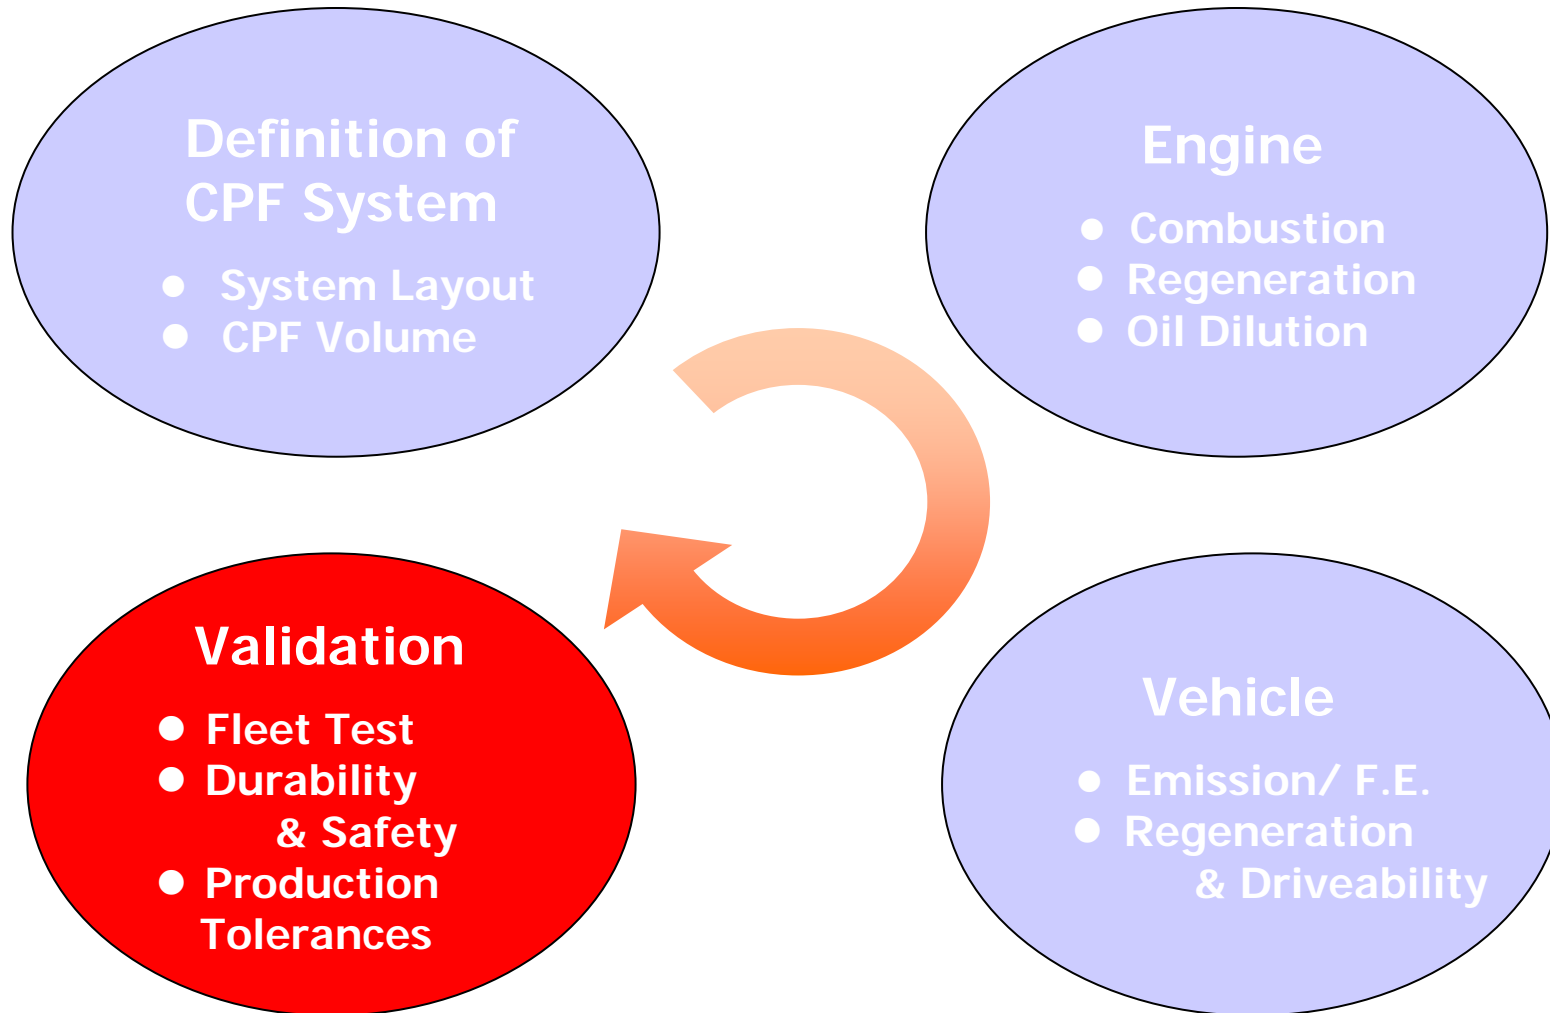 Definition of
CPF System
● System Layout
● CPF Volume
Engine
● Combustion
● Regeneration
● Oil Dilution
Validation
● Fleet Test
● Durability
& Safety
● Production
Tolerances
Vehicle
● Emission/ F.E.
● Regeneration
& Driveability